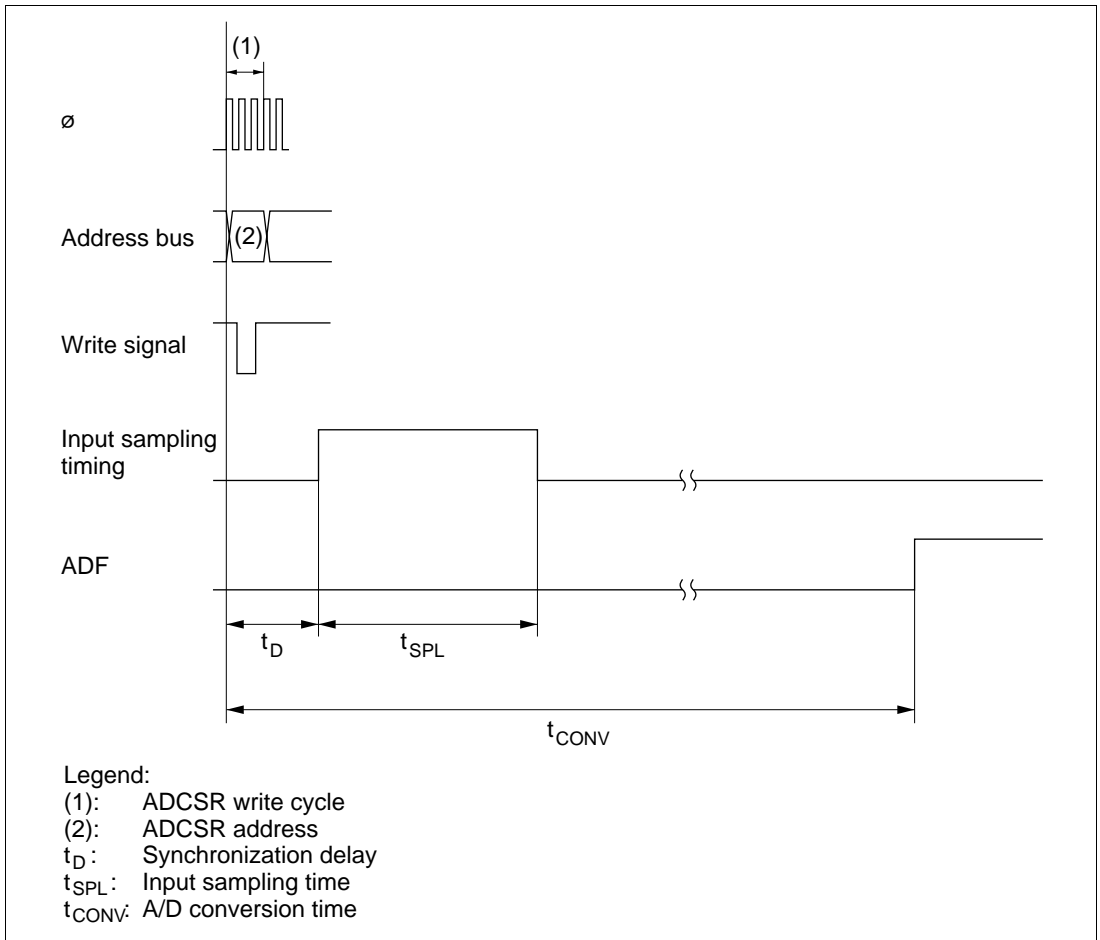 (1)
ø
Address bus
(2)
Write signal
Input sampling
timing
ADF
tD
tSPL
tCONV
Legend:
(1): ADCSR write cycle
(2): ADCSR address
tD : Synchronization delay
tSPL : Input sampling time
tCONV: A/D conversion time